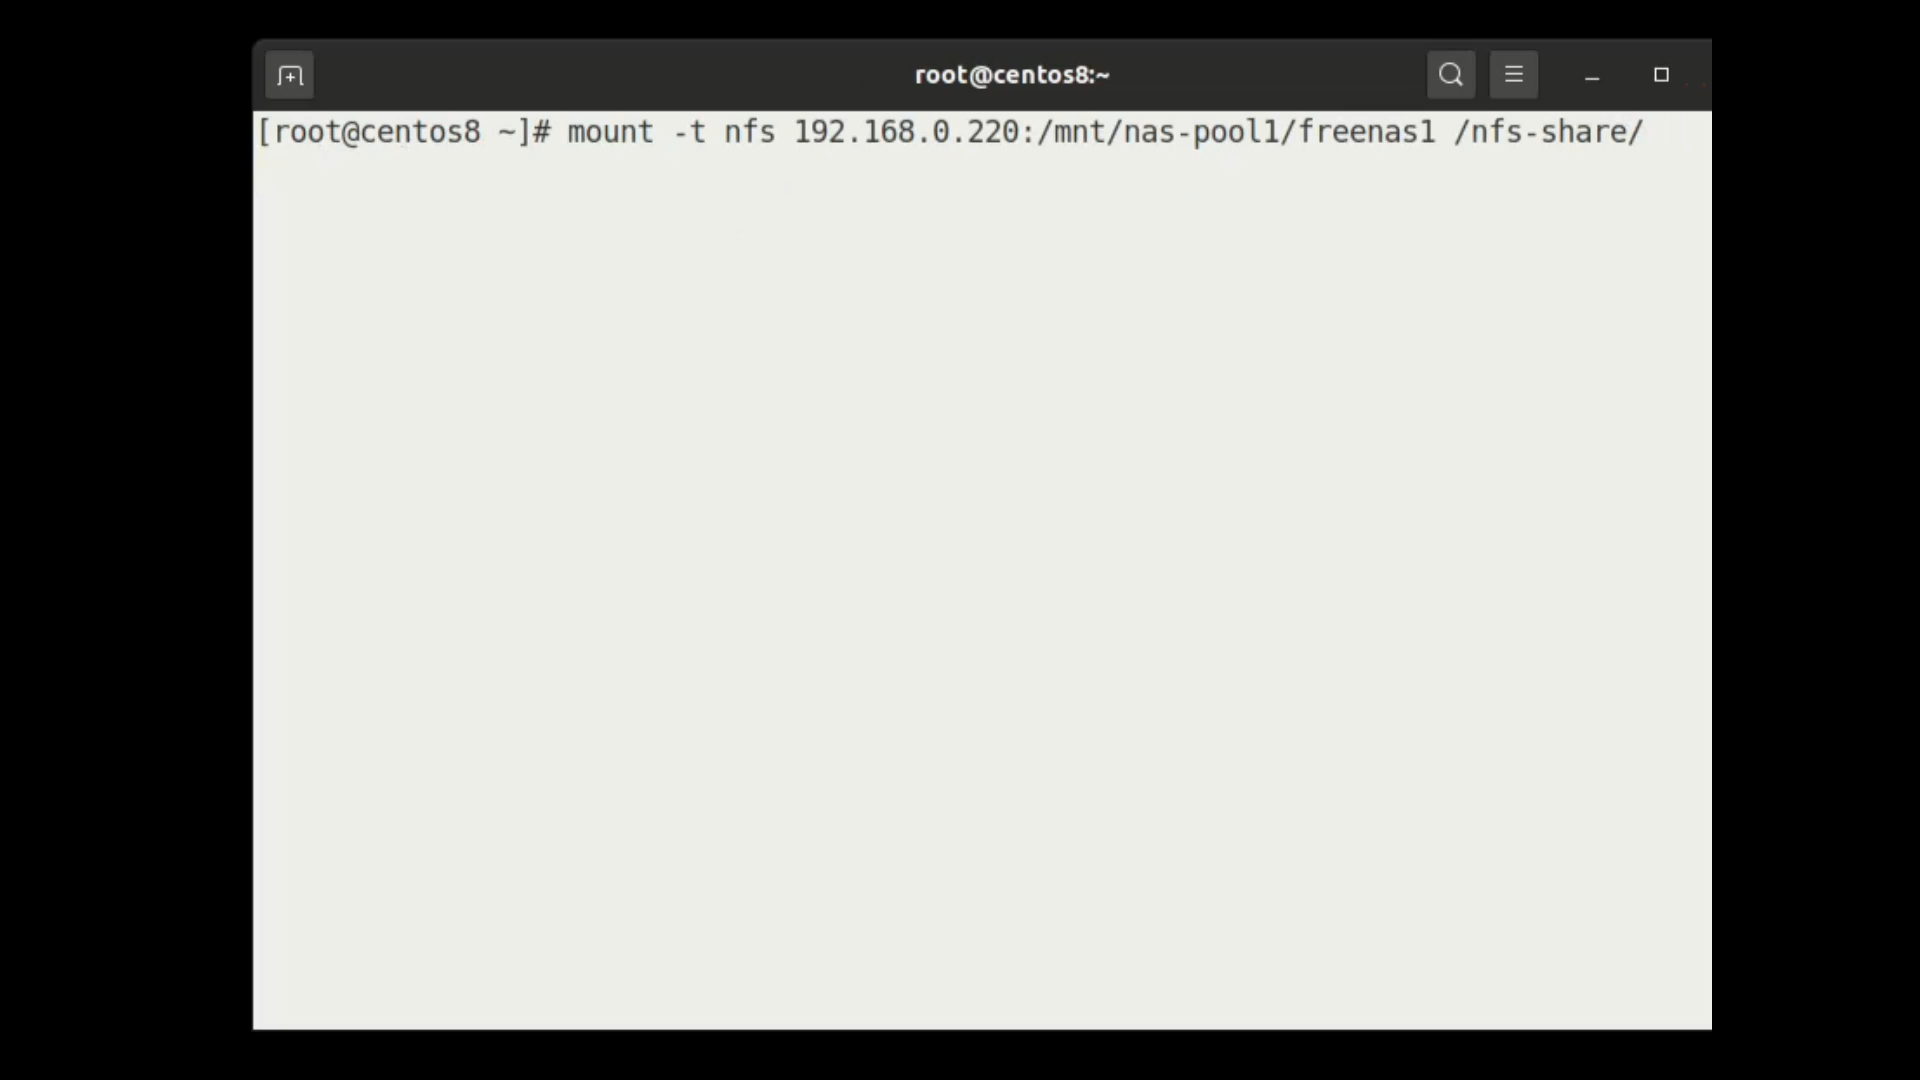 root@centos8:~
[root@centos8 ~]# mount -t nfs 192.168.0.220:/mnt/nas-pool1/freenas1 /nfs-share/